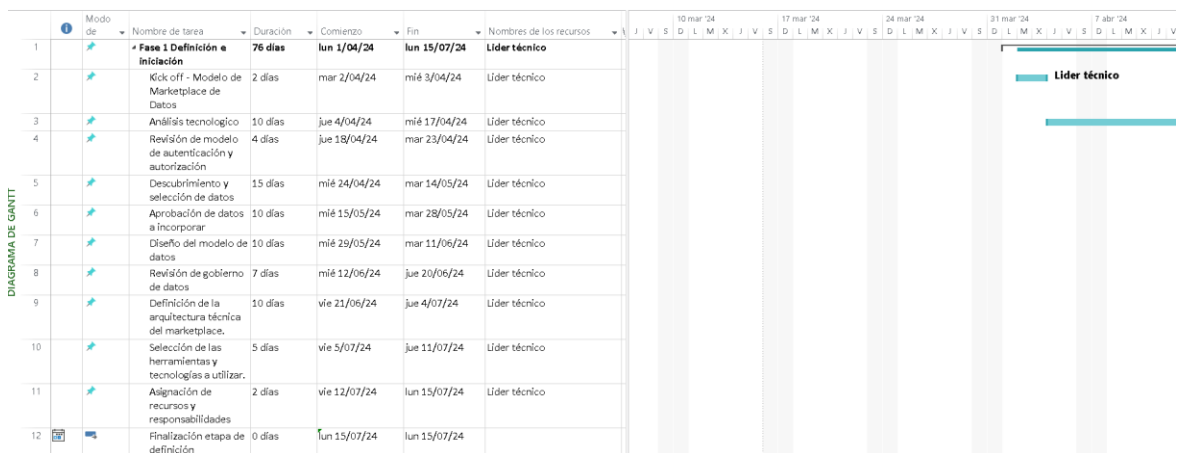 DIAGRAMA DE GANTT
Modo de Nombre de tarea Duración Comienzo Fin Nombres de los recursos
10 mar '24 17 mar '24 24 mar '24 31 mar '24 7 abr '24
J V S D L M X J V S D L M X J V S D L M X J V S D L M X J V S D L M X J V
1 Fase 1 Definición e iniciación 76 días lun 1/04/24 lun 15/07/24 Lider técnico
2 Kick off - Modelo de Marketplace de Datos 2 días mar 2/04/24 mié 3/04/24 Lider técnico
Lider técnico
3 Análisis tecnologico 10 días jue 4/04/24 mié 17/04/24 Lider técnico
4 Revisión de modelo de autenticación y autorización 4 días jue 18/04/24 mar 23/04/24 Lider técnico
5 Descubrimiento y selección de datos 15 días mié 24/04/24 mar 14/05/24 Lider técnico
6 Aprobación de datos a incorporar 10 días mié 15/05/24 mar 28/05/24 Lider técnico
7 Diseño del modelo de datos 10 días mié 29/05/24 mar 11/06/24 Lider técnico
8 Revisión de gobierno de datos 7 días mié 12/06/24 jue 20/06/24 Lider técnico
9 Definición de la arquitectura técnica del marketplace. 10 días vie 21/06/24 jue 4/07/24 Lider técnico
10 Selección de las herramientas y tecnologías a utilizar. 5 días vie 5/07/24 jue 11/07/24 Lider técnico
11 Asignación de recursos y responsabilidades 2 días vie 12/07/24 lun 15/07/24 Lider técnico
12 Finalización etapa de definición 0 días lun 15/07/24 lun 15/07/24